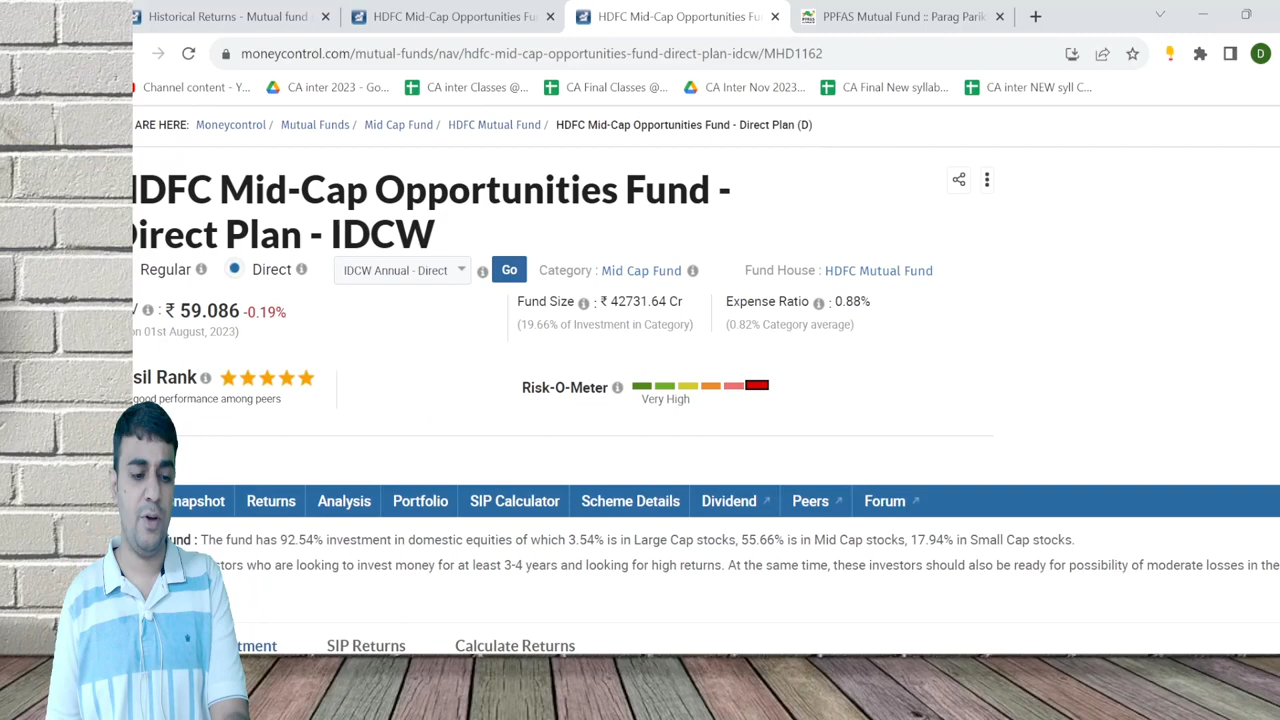 Historical Returns - Mutual fund
HDFC Mid-Cap Opportunities Fu
HDFC Mid-Cap Opportunities Fu
PPFAS Mutual Fund :: Parag Parik
moneycontrol.com/mutual-funds/nav/hdfc-mid-cap-opportunities-fund-direct-plan-idcw/MHD1162
D
Channel content - Y...
CA inter 2023 - Go...
CA inter Classes @...
CA Final Classes @...
CA Inter Nov 2023...
CA Final New syllab...
CA inter NEW syll C...
ARE HERE: Moneycontrol / Mutual Funds / Mid Cap Fund / HDFC Mutual Fund / HDFC Mid-Cap Opportunities Fund - Direct Plan (D)
HDFC Mid-Cap Opportunities Fund -
Direct Plan - IDCW
Regular Direct IDCW Annual - Direct Go Category : Mid Cap Fund Fund House : HDFC Mutual Fund
: ₹ 59.086 -0.19% Fund Size : ₹ 42731.64 Cr Expense Ratio : 0.88%
on 01st August, 2023) (19.66% of Investment in Category) (0.82% Category average)
sil Rank Risk-O-Meter
good performance among peers Very High
napshot Returns Analysis Portfolio SIP Calculator Scheme Details Dividend Peers Forum
und : The fund has 92.54% investment in domestic equities of which 3.54% is in Large Cap stocks, 55.66% is in Mid Cap stocks, 17.94% in Small Cap stocks.
stors who are looking to invest money for at least 3-4 years and looking for high returns. At the same time, these investors should also be ready for possibility of moderate losses in the
tment SIP Returns Calculate Returns